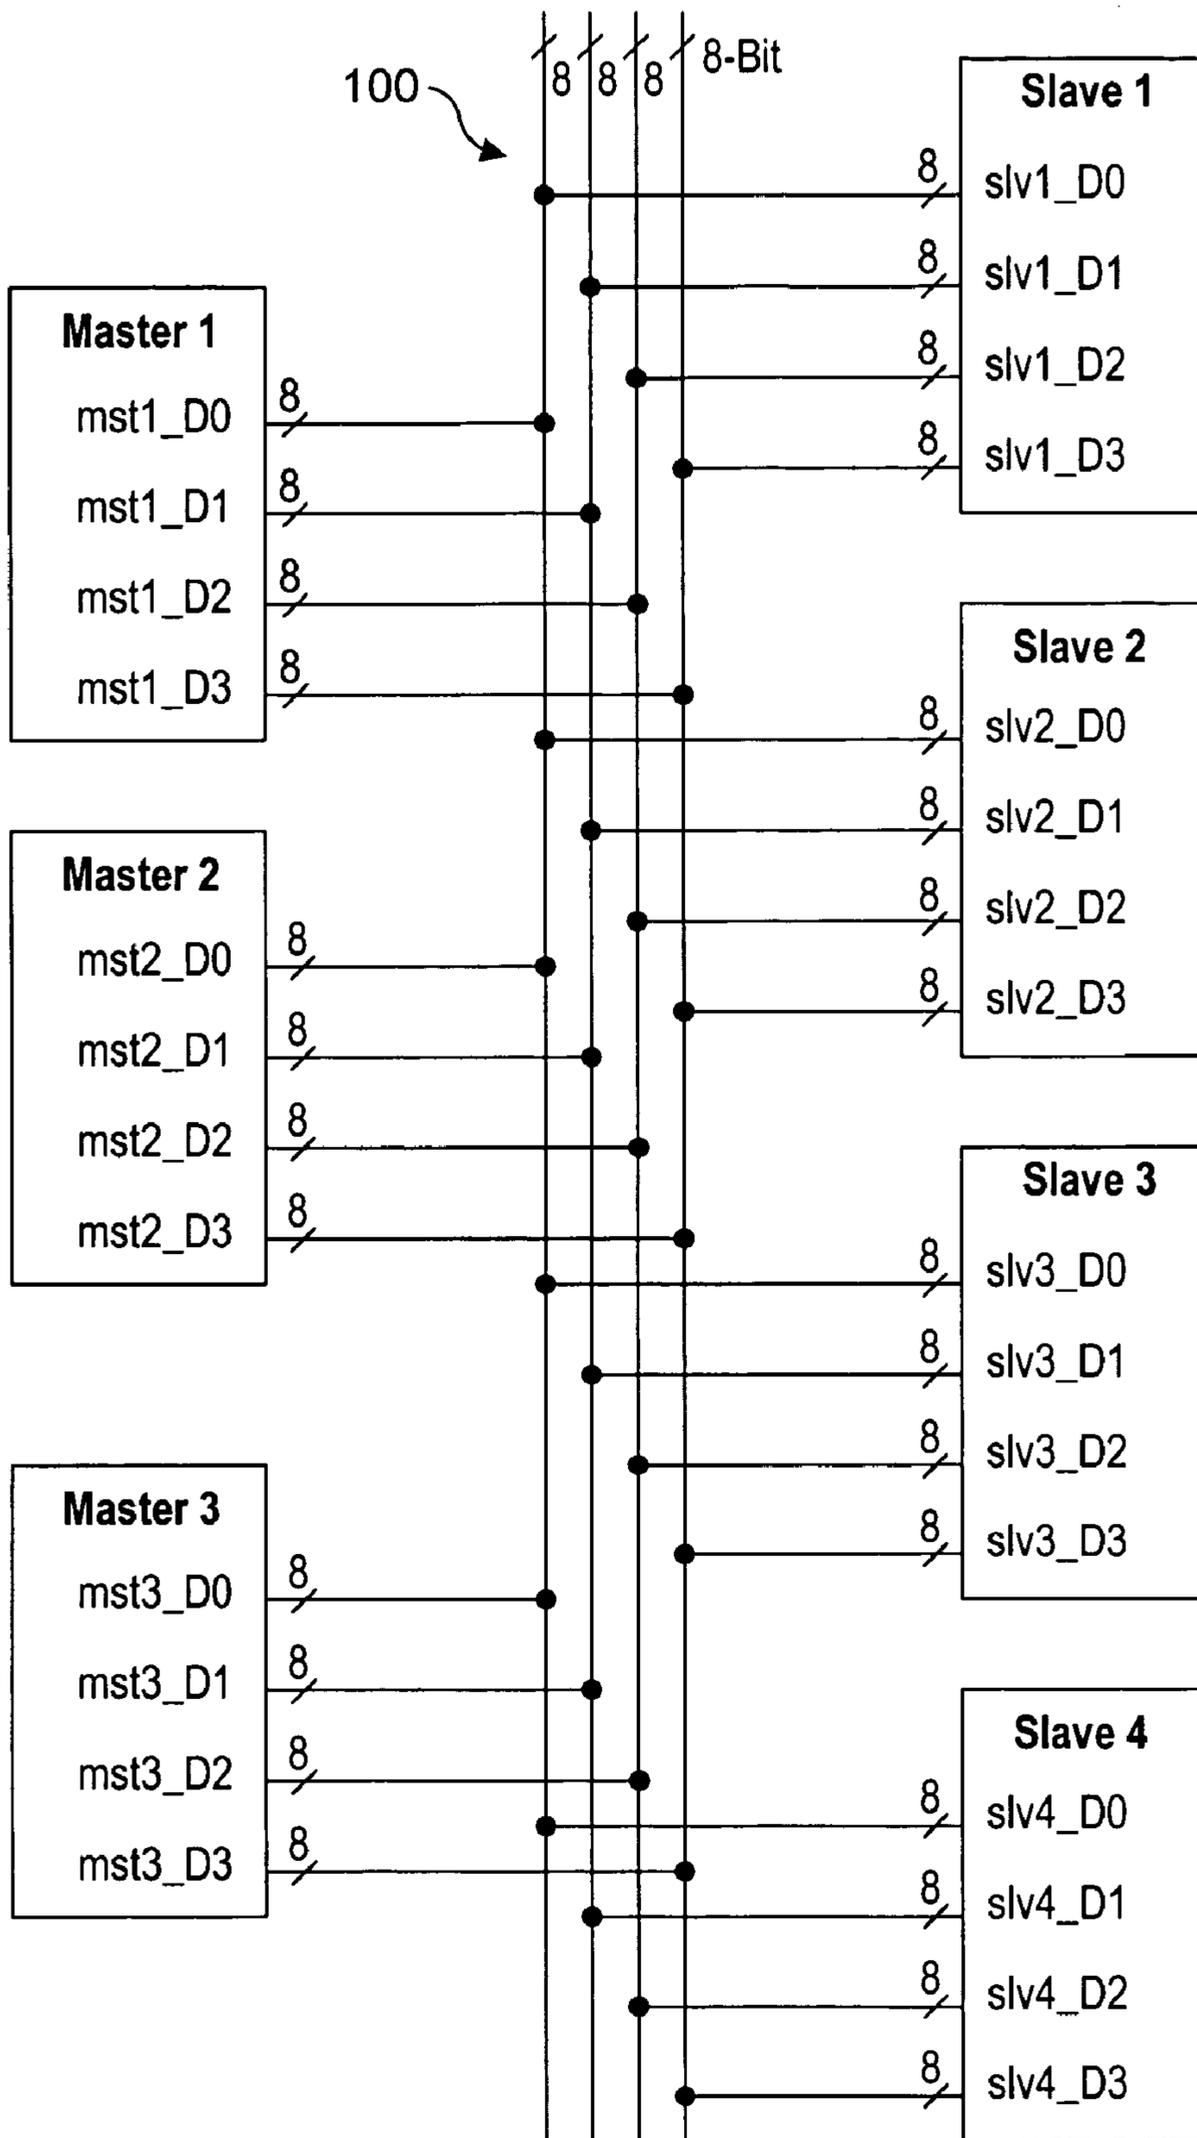 8 8 8 8-Bit
100
Slave 1
8 slv1_D0
8 slv1_D1
8 slv1_D2
8 slv1_D3
Master 1
mst1_D0 8
mst1_D1 8
mst1_D2 8
mst1_D3 8
Slave 2
8 slv2_D0
8 slv2_D1
8 slv2_D2
8 slv2_D3
Master 2
mst2_D0 8
mst2_D1 8
mst2_D2 8
mst2_D3 8
Slave 3
8 slv3_D0
8 slv3_D1
8 slv3_D2
8 slv3_D3
Master 3
mst3_D0 8
mst3_D1 8
mst3_D2 8
mst3_D3 8
Slave 4
8 slv4_D0
8 slv4_D1
8 slv4_D2
8 slv4_D3